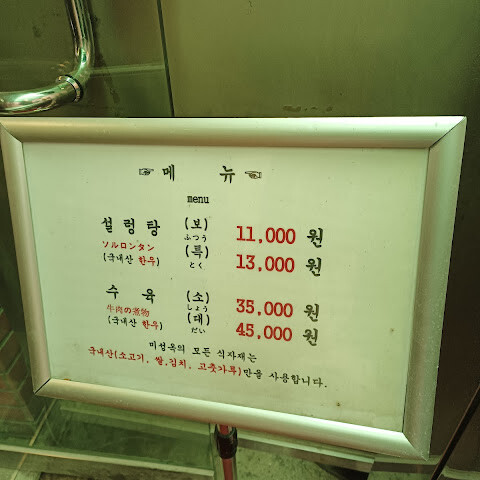 ☞메 뉴☜
menu
설 렁 탕 (보) 11,000 원
ソルロンタン (ふつう)
(국내산 한우) (특) 13,000 원
(とく)
수 육 (소) 35,000 원
牛肉の煮物 (しょう)
(국내산 한우) (대) 45,000 원
(だい)
미성옥의 모든 식자재는
국내산(소고기, 쌀,김치, 고춧가루)만을 사용합니다.